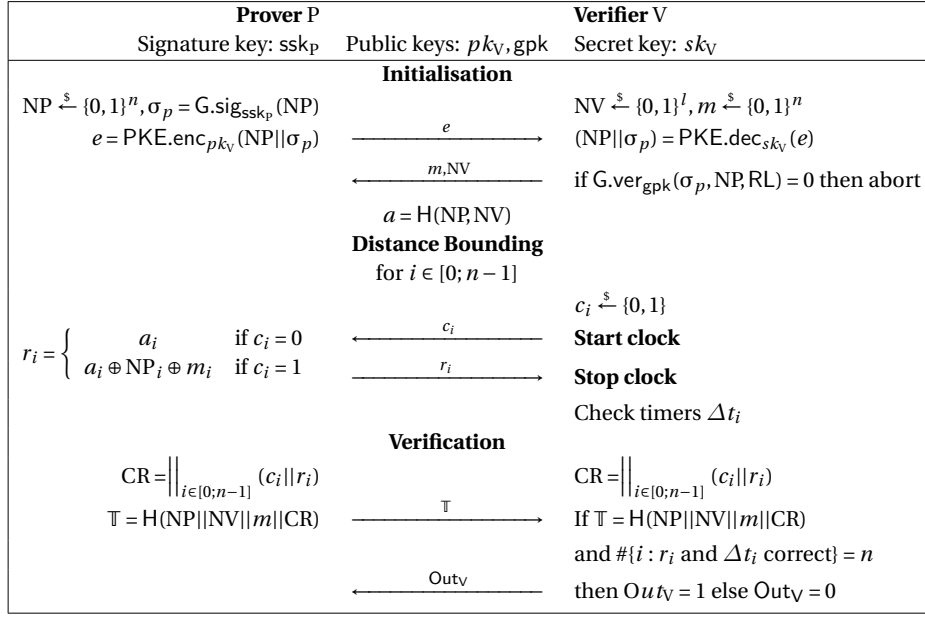 Prover P Verifier V
Signature key: ssk_P Public keys: pk_V, gpk Secret key: sk_V
Initialisation
NP ←$ {0, 1}^n, σ_p = G.sig_{ssk_P}(NP) NV ←$ {0, 1}^l, m ←$ {0, 1}^n
e = PKE.enc_{pk_V}(NP||σ_p) e (NP||σ_p) = PKE.dec_{sk_V}(e)
m,NV if G.ver_{gpk}(σ_p, NP, RL) = 0 then abort
a = H(NP, NV)
Distance Bounding
for i ∈ [0; n − 1]
c_i ←$ {0, 1}
r_i = { a_i if c_i = 0 c_i Start clock
a_i ⊕ NP_i ⊕ m_i if c_i = 1 r_i Stop clock
Check timers Δt_i
Verification
CR = ||_{i∈[0;n−1]} (c_i||r_i) CR = ||_{i∈[0;n−1]} (c_i||r_i)
𝕋 = H(NP||NV||m||CR) 𝕋 If 𝕋 = H(NP||NV||m||CR)
and #{i : r_i and Δt_i correct} = n
Out_V then Out_V = 1 else Out_V = 0